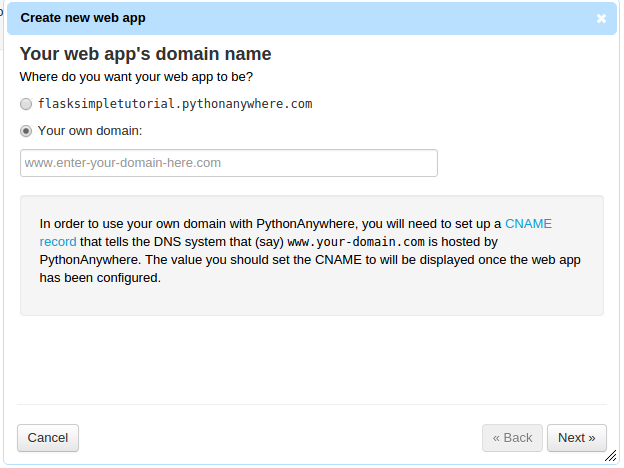 Create new web app ×
Your web app's domain name
Where do you want your web app to be?
flasksimpletutorial.pythonanywhere.com
Your own domain:
www.enter-your-domain-here.com
In order to use your own domain with PythonAnywhere, you will need to set up a CNAME
record that tells the DNS system that (say) www.your-domain.com is hosted by
PythonAnywhere. The value you should set the CNAME to will be displayed once the web app
has been configured.
Cancel « Back Next »